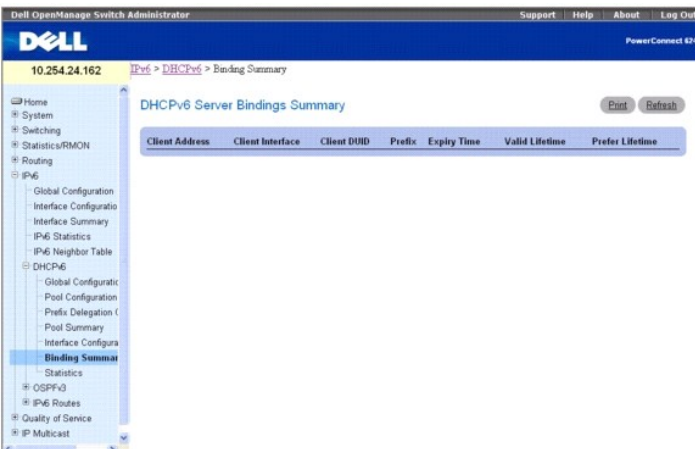 Dell OpenManage Switch Administrator Support Help About Log Out
DELL
PowerConnect 624
10.254.24.162
IPv6 > DHCPv6 > Binding Summary
Home
System
Switching
Statistics/RMON
Routing
IPv6
Global Configuration
Interface Configuratio
Interface Summary
IPv6 Statistics
IPv6 Neighbor Table
DHCPv6
Global Configuratic
Pool Configuration
Prefix Delegation C
Pool Summary
Interface Configura
Binding Summar
Statistics
OSPFv3
IPv6 Routes
Quality of Service
IP Multicast
DHCPv6 Server Bindings Summary
Print Refresh
Client Address Client Interface Client DUID Prefix Expiry Time Valid Lifetime Prefer Lifetime